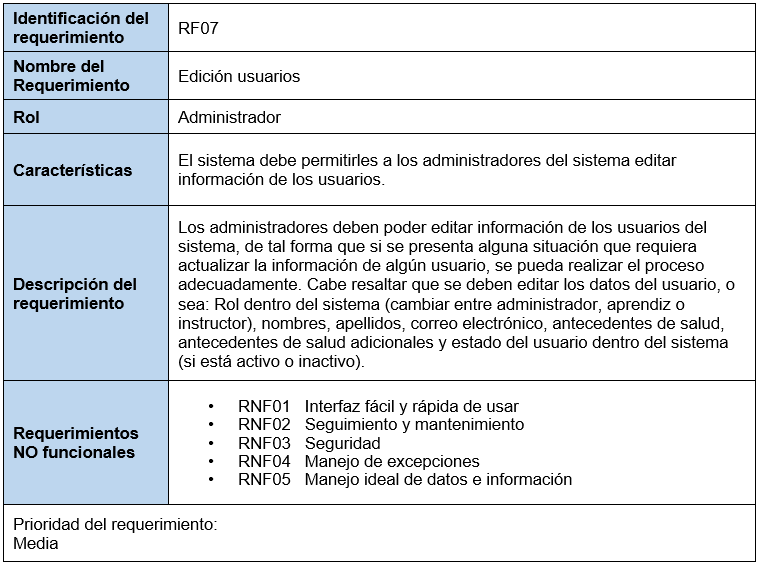 Identificación del
requerimiento
RF07
Nombre del
Requerimiento
Edición usuarios
Rol
Administrador
Características
El sistema debe permitirles a los administradores del sistema editar
información de los usuarios.
Descripción del
requerimiento
Los administradores deben poder editar información de los usuarios del
sistema, de tal forma que si se presenta alguna situación que requiera
actualizar la información de algún usuario, se pueda realizar el proceso
adecuadamente. Cabe resaltar que se deben editar los datos del usuario, o
sea: Rol dentro del sistema (cambiar entre administrador, aprendiz o
instructor), nombres, apellidos, correo electrónico, antecedentes de salud,
antecedentes de salud adicionales y estado del usuario dentro del sistema
(si está activo o inactivo).
Requerimientos
NO funcionales
• RNF01 Interfaz fácil y rápida de usar
• RNF02 Seguimiento y mantenimiento
• RNF03 Seguridad
• RNF04 Manejo de excepciones
• RNF05 Manejo ideal de datos e información
Prioridad del requerimiento:
Media